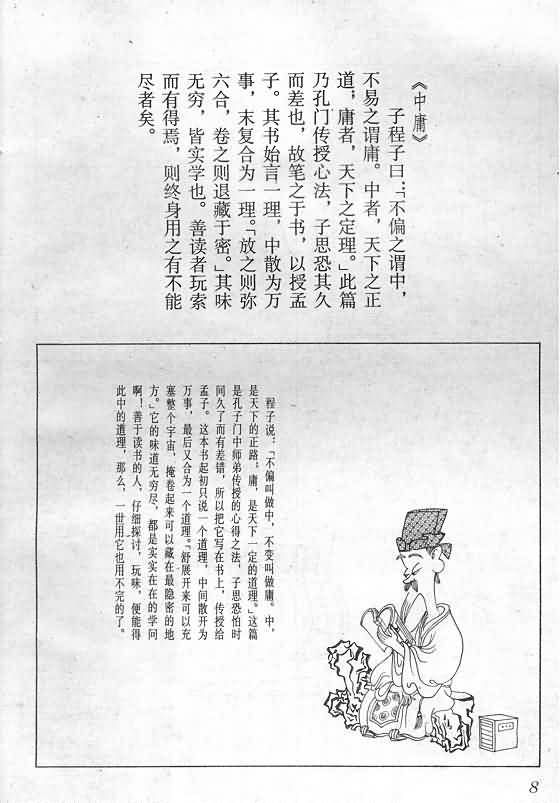 《中庸》
子程子曰：“不偏之谓中，
不易之谓庸。中者，天下之正
道；庸者，天下之定理。”此篇
乃孔门传授心法，子思恐其久
而差也，故笔之于书，以授孟
子。其书始言一理，中散为万
事，末复合为一理。“放之则弥
六合，卷之则退藏于密。”其味
无穷，皆实学也。善读者玩索
而有得焉，则终身用之有不能
尽者矣。
程子说：“不偏叫做中，不变叫做庸。中，
是天下的正路；庸，是天下一定的道理。”这篇
是孔子门中师弟传授的心得之法，子思恐怕时
间久了而有差错，所以把它写在书上，传授给
孟子。这本书起初只说一个道理，中间散开为
万事，最后又合为一个道理。“舒展开来可以充
塞整个宇宙，掩卷起来可以藏在最隐密的地
方。”它的味道无穷尽，都是实实在在的学问
啊！善于读书的人，仔细探讨，玩味，便能得
此中的道理，那么，一世用它也用不完的了。
8